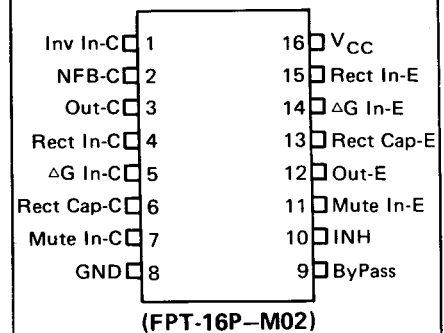 Inv In-C 1 16 VCC
NFB-C 2 15 Rect In-E
Out-C 3 14 △G In-E
Rect In-C 4 13 Rect Cap-E
△G In-C 5 12 Out-E
Rect Cap-C 6 11 Mute In-E
Mute In-C 7 10 INH
GND 8 9 ByPass
(FPT-16P—M02)